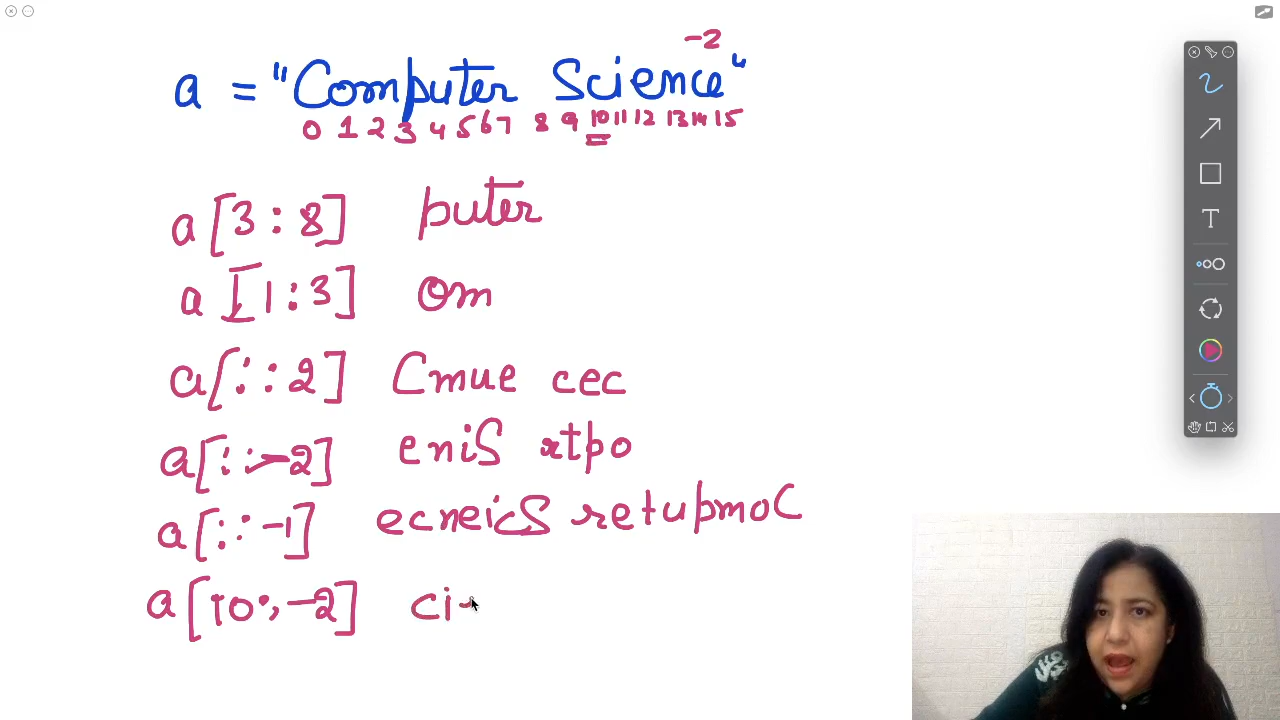 -2
a = "Computer Science"
0 1 2 3 4 5 6 7 8 9 10 11 12 13 14 15
a[3:8] puter
a[1:3] om
a[::2] Cmue cec
a[::-2] eniS rtpo
a[::-1] ecneicS retupmoC
a[10:-2] ci